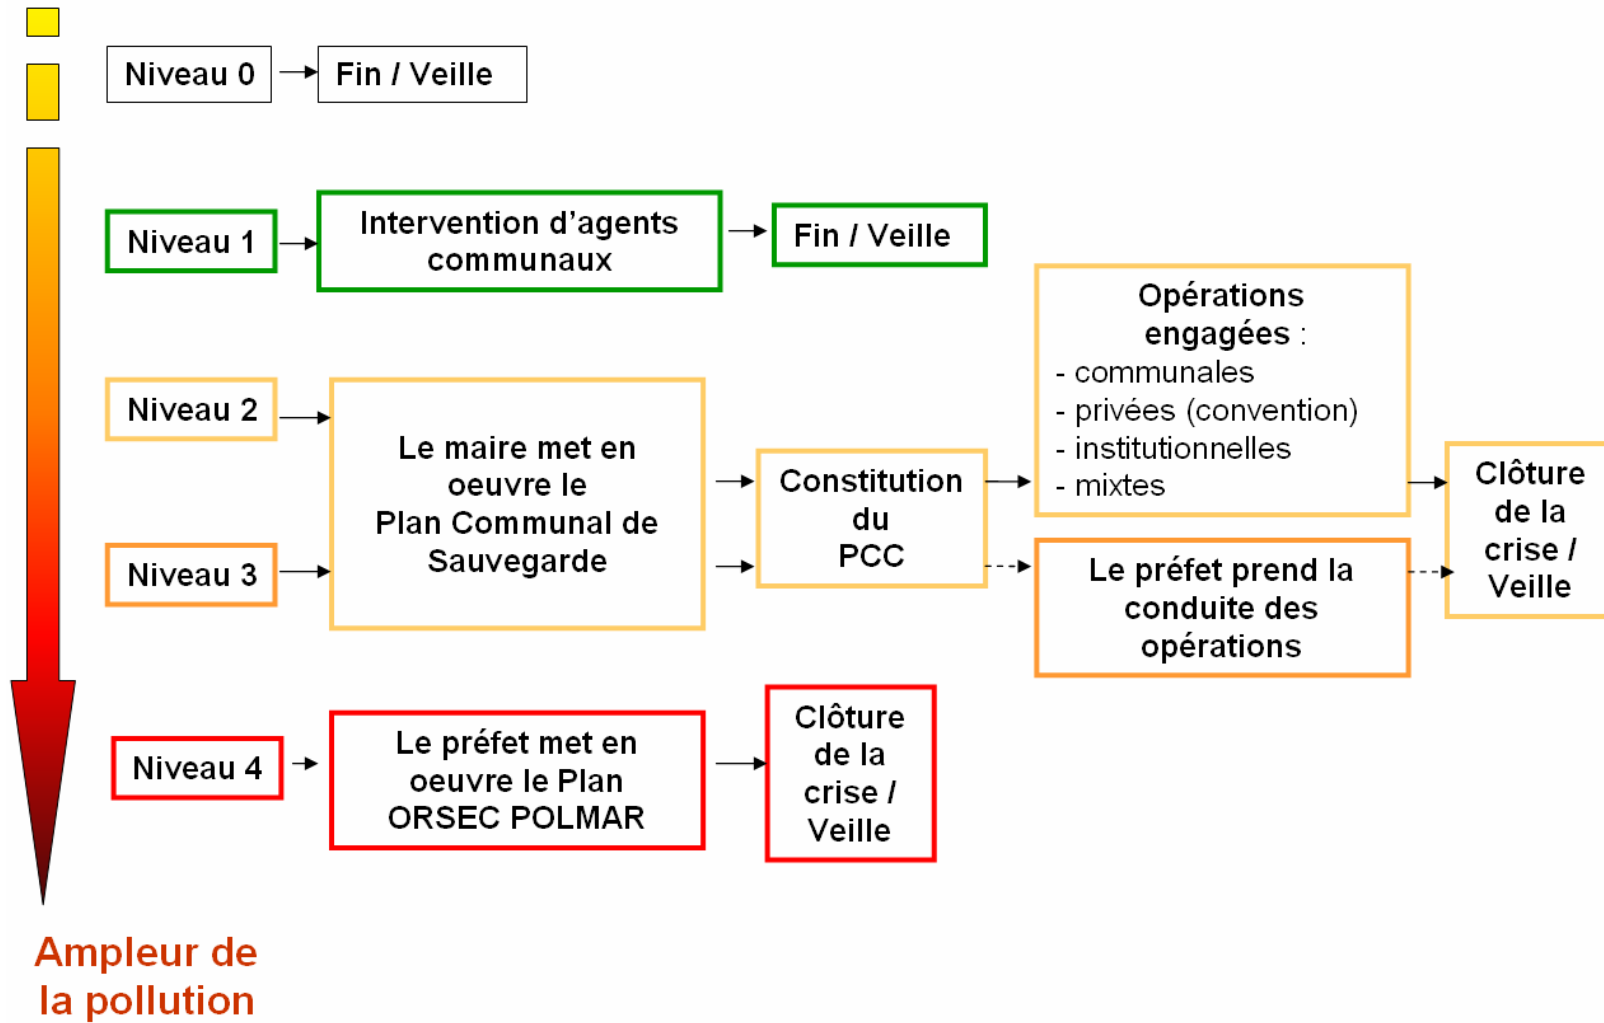 Niveau 0
Fin / Veille
Niveau 1
Intervention d'agents
communaux
Fin / Veille
Niveau 2
Niveau 3
Le maire met en
oeuvre le
Plan Communal de
Sauvegarde
Constitution
du
PCC
Opérations
engagées :
- communales
- privées (convention)
- institutionnelles
- mixtes
Le préfet prend la
conduite des
opérations
Clôture
de la
crise /
Veille
Niveau 4
Le préfet met en
oeuvre le Plan
ORSEC POLMAR
Clôture
de la
crise /
Veille
Ampleur de
la pollution